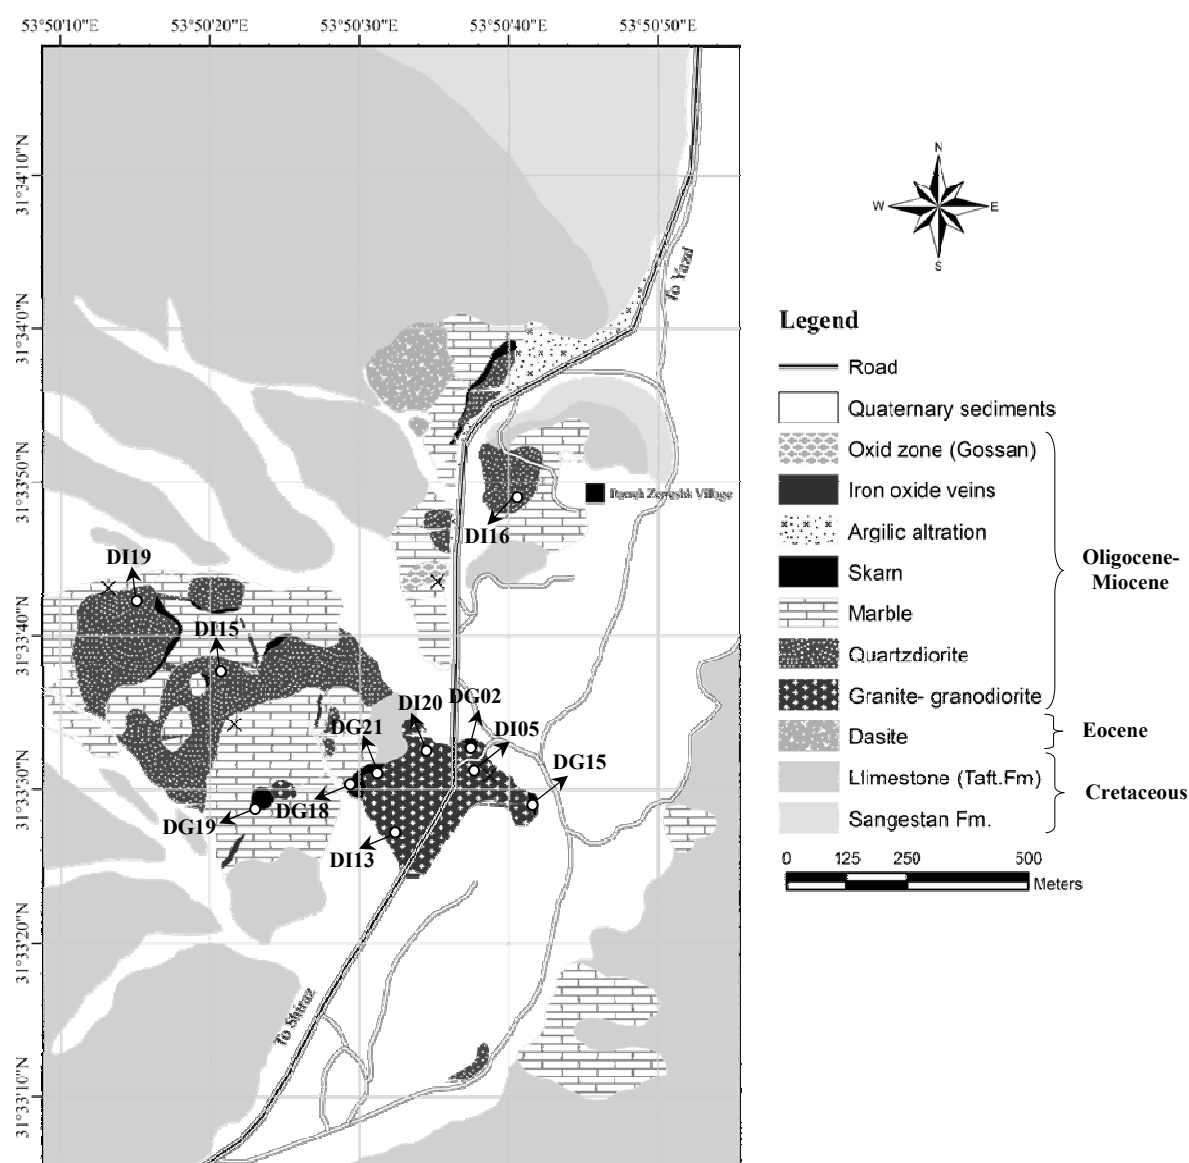 53°50'10"E 53°50'20"E 53°50'30"E 53°50'40"E 53°50'50"E
31°34'10"N
31°34'0"N
31°33'50"N
31°33'40"N
31°33'30"N
31°33'20"N
31°33'10"N
N
W E
S
To Yazd
Village
DI16
DI19
DI15
DI20
DG02
DG21
DI05
DG15
DG18
DG19
DI13
To Shiraz
Legend
Road
Quaternary sediments
Oxid zone (Gossan)
Iron oxide veins
Argilic altration
Skarn
Marble
Quartzdiorite
Granite- granodiorite
Dasite
Llimestone (Taft.Fm)
Sangestan Fm.
Oligocene-
Miocene
Eocene
Cretaceous
0 125 250 500
Meters